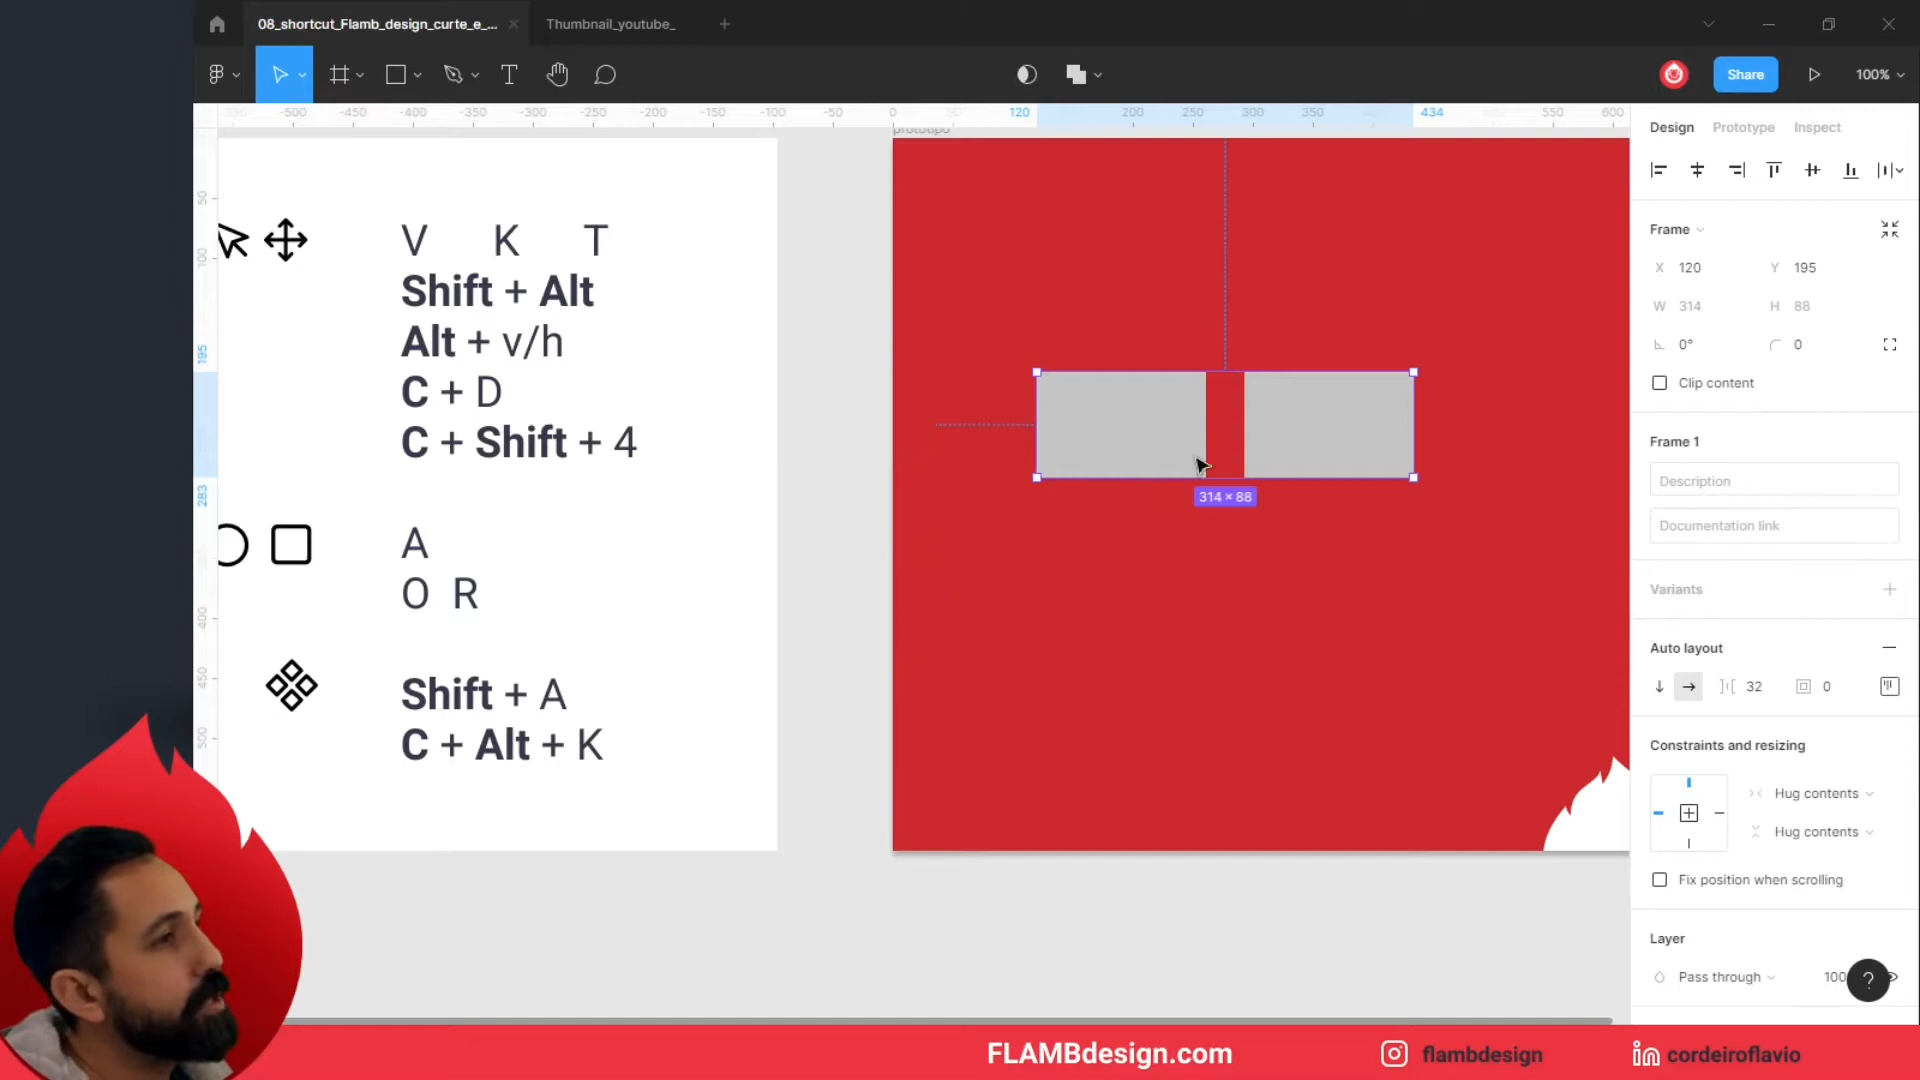 08_shortcut_Flamb_design_curte_e_...
Thumbnail_youtube_
Share
100%
-500 -450 -400 -350 -300 -250 -200 -150 -100 -50 0 120 200 250 300 350 434 550 600
prototipo
50
100
195
283
400
450
500
V K T
Shift + Alt
Alt + v/h
C + D
C + Shift + 4
A
O R
Shift + A
C + Alt + K
314 × 88
Design Prototype Inspect
Frame
X 120 Y 195
W 314 H 88
0° 0
Clip content
Frame 1
Description
Documentation link
Variants
Auto layout
32 0
Constraints and resizing
Hug contents
Hug contents
Fix position when scrolling
Layer
Pass through 100
?
FLAMBdesign.com flambdesign cordeiroflavio